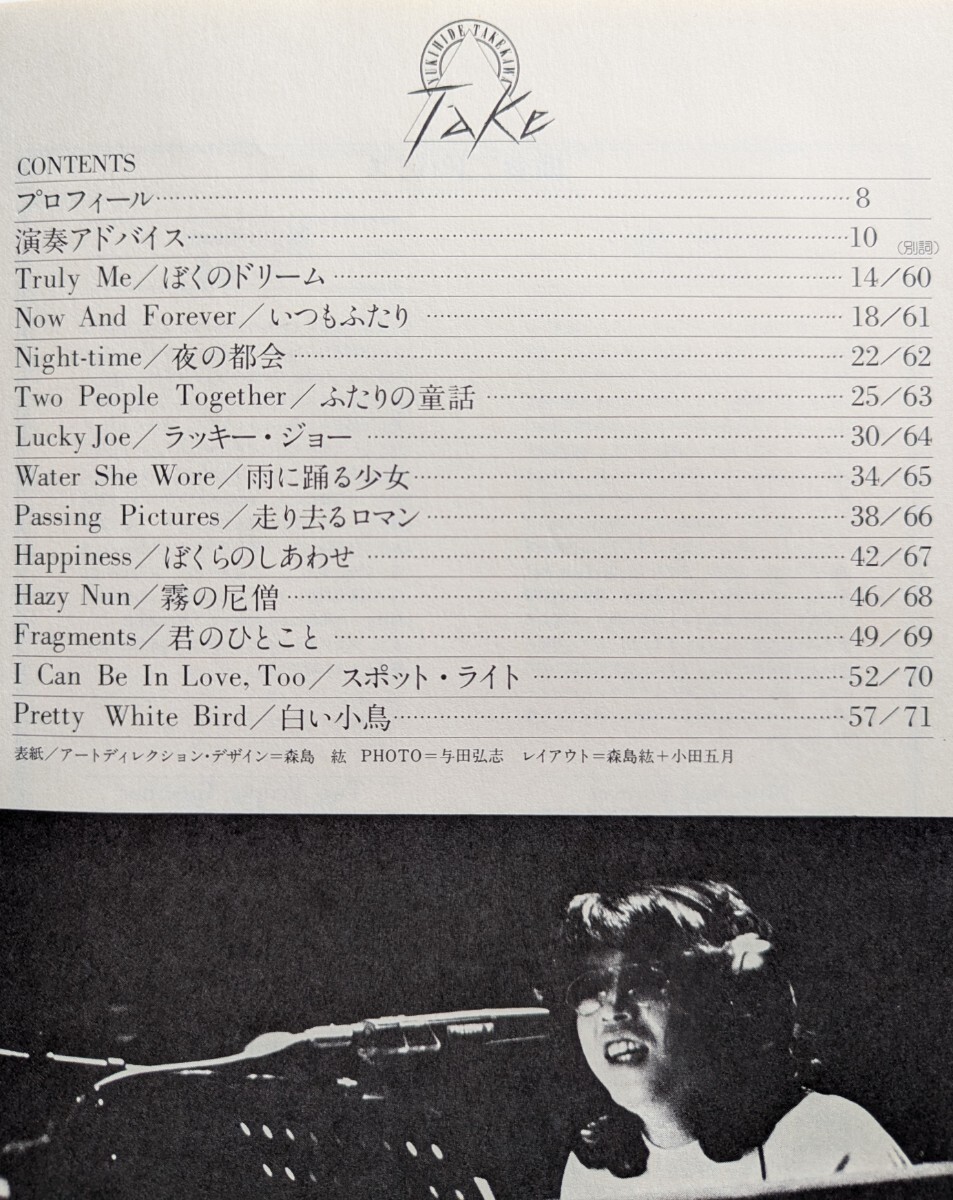 YUKIHIDE TAKEKAWA
TaKe
CONTENTS
プロフィール………8
演奏アドバイス………10 (別詞)
Truly Me／ぼくのドリーム………14／60
Now And Forever／いつもふたり………18／61
Night-time／夜の都会………22／62
Two People Together／ふたりの童話………25／63
Lucky Joe／ラッキー・ジョー………30／64
Water She Wore／雨に踊る少女………34／65
Passing Pictures／走り去るロマン………38／66
Happiness／ぼくらのしあわせ………42／67
Hazy Nun／霧の尼僧………46／68
Fragments／君のひとこと………49／69
I Can Be In Love, Too／スポット・ライト………52／70
Pretty White Bird／白い小鳥………57／71
表紙／アートディレクション・デザイン＝森島　紘　PHOTO＝与田弘志　レイアウト＝森島紘＋小田五月